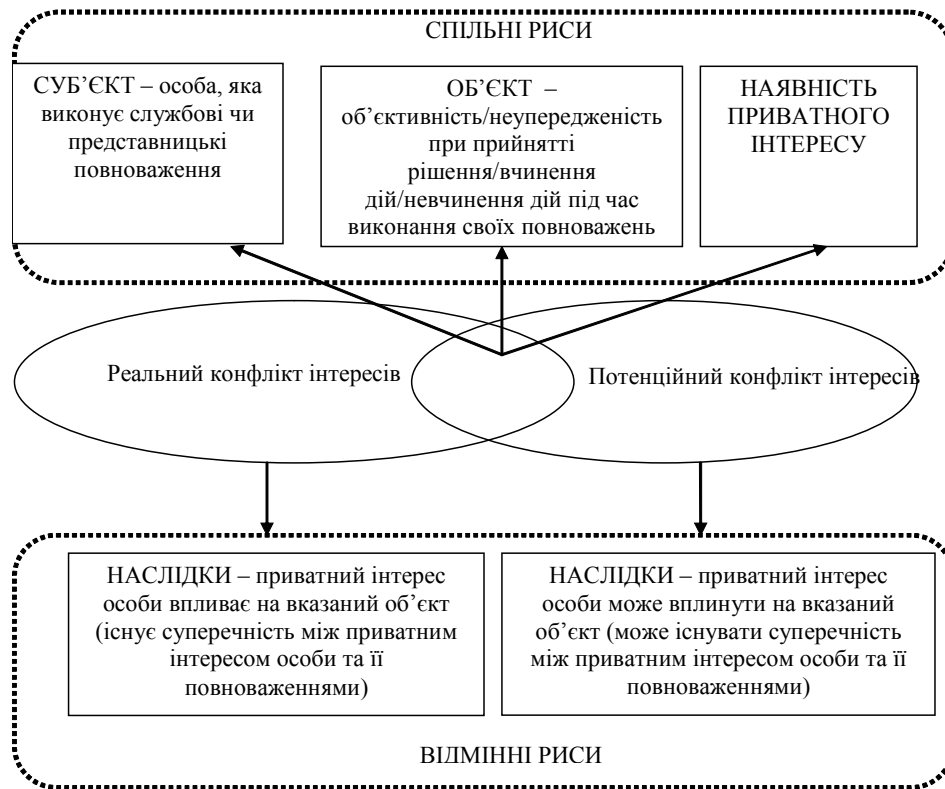 СПІЛЬНІ РИСИ
СУБ’ЄКТ – особа, яка
виконує службові чи
представницькі
повноваження
ОБ’ЄКТ –
об’єктивність/неупередженість
при прийнятті
рішення/вчинення
дій/невчинення дій під час
виконання своїх повноважень
НАЯВНІСТЬ
ПРИВАТНОГО
ІНТЕРЕСУ
Реальний конфлікт інтересів
Потенційний конфлікт інтересів
НАСЛІДКИ – приватний інтерес
особи впливає на вказаний об’єкт
(існує суперечність між приватним
інтересом особи та її
повноваженнями)
НАСЛІДКИ – приватний інтерес
особи може вплинути на вказаний
об’єкт (може існувати суперечність
між приватним інтересом особи та її
повноваженнями)
ВІДМІННІ РИСИ